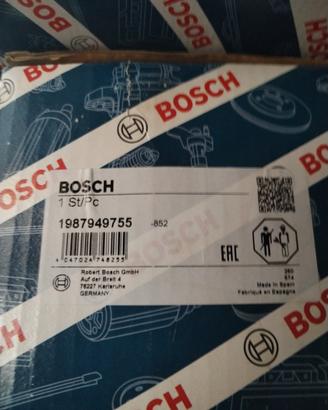 BOSCH
BOSCH
BOSCH
BOSCH
BOSCH
1 St/Pc
1987949755 -852
EAC
4 047024 748255
Robert Bosch GmbH
Auf der Breit 4
76227 Karlsruhe
GERMANY
Made in Spain
Fabriqué en Espagne
BO